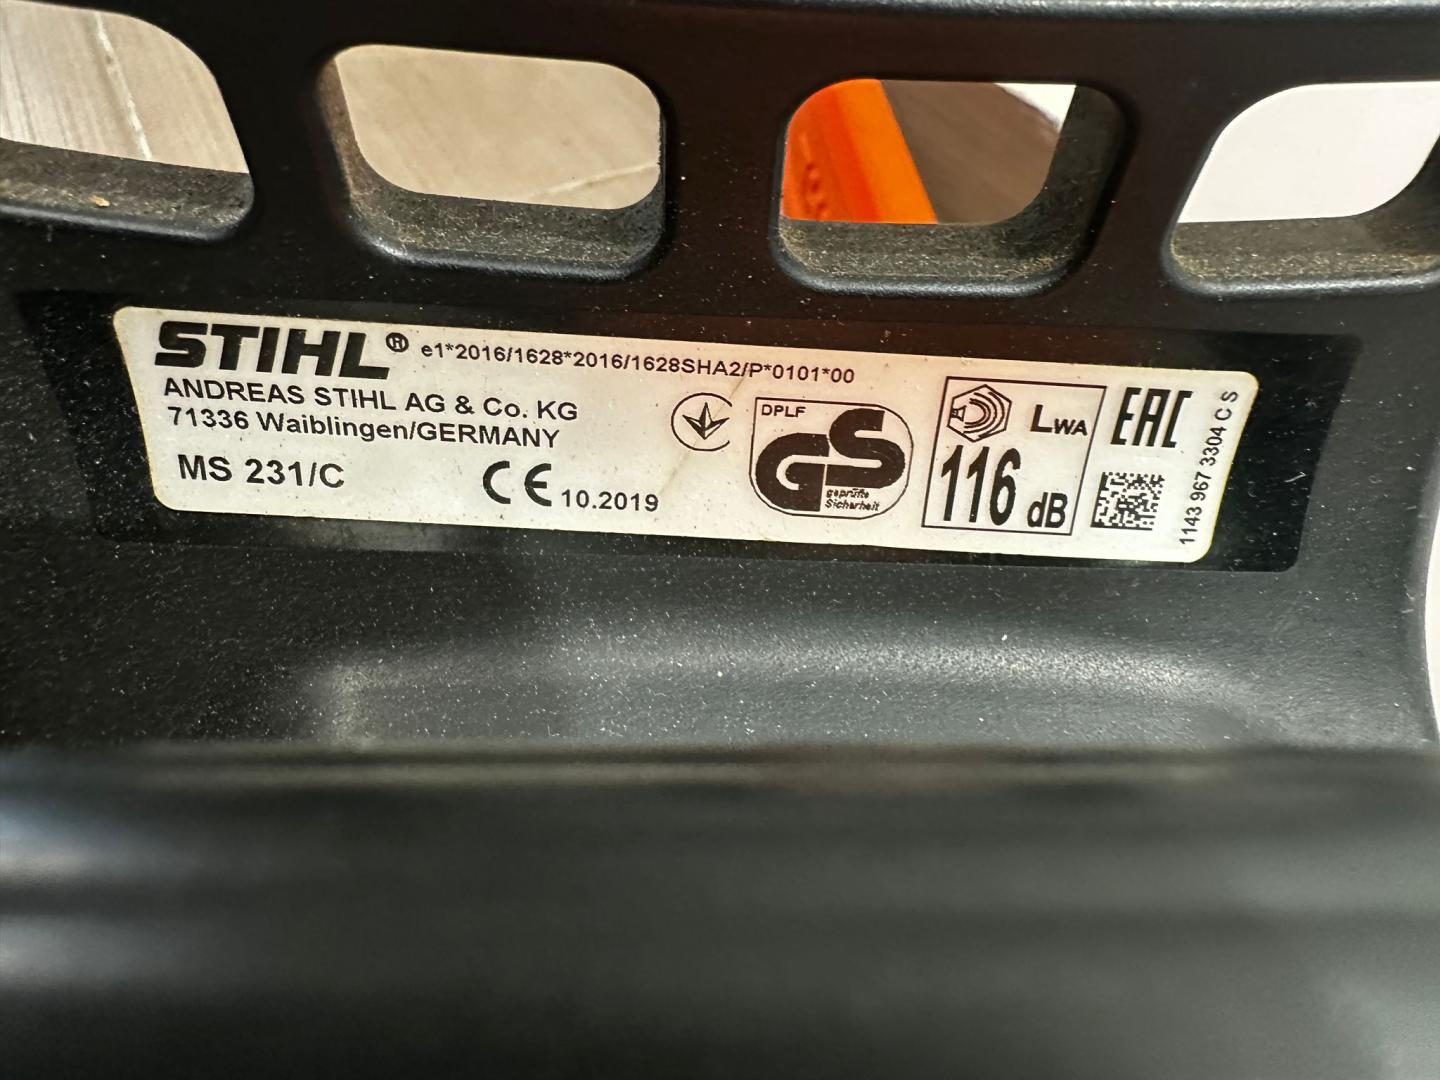 STIHL® e1*2016/1628*2016/1628SHA2/P*0101*00
ANDREAS STIHL AG & Co. KG
71336 Waiblingen/GERMANY
MS 231/C
CE 10.2019
DPLF
GS
geprüfte
Sicherheit
LWA
116 dB
EAC
1143 967 3304 C S